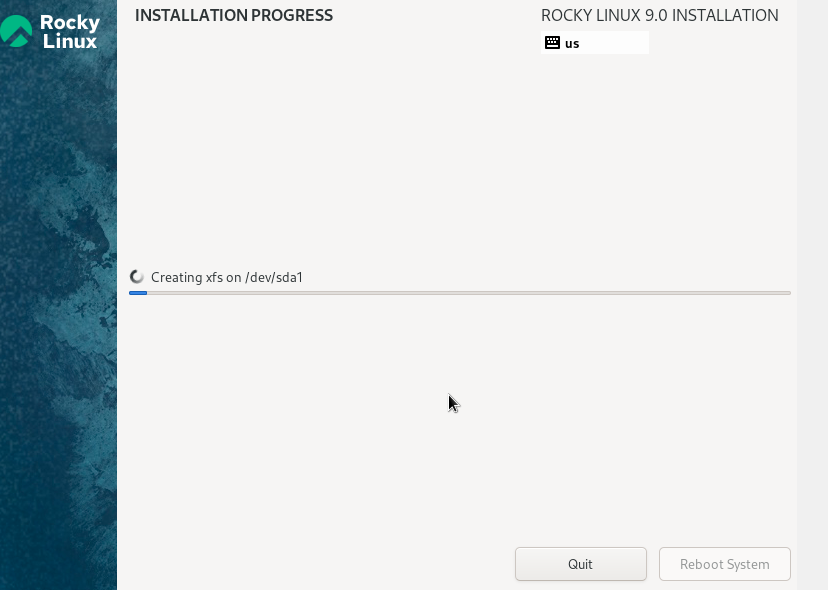 Rocky
Linux
INSTALLATION PROGRESS
ROCKY LINUX 9.0 INSTALLATION
us
Creating xfs on /dev/sda1
Quit
Reboot System